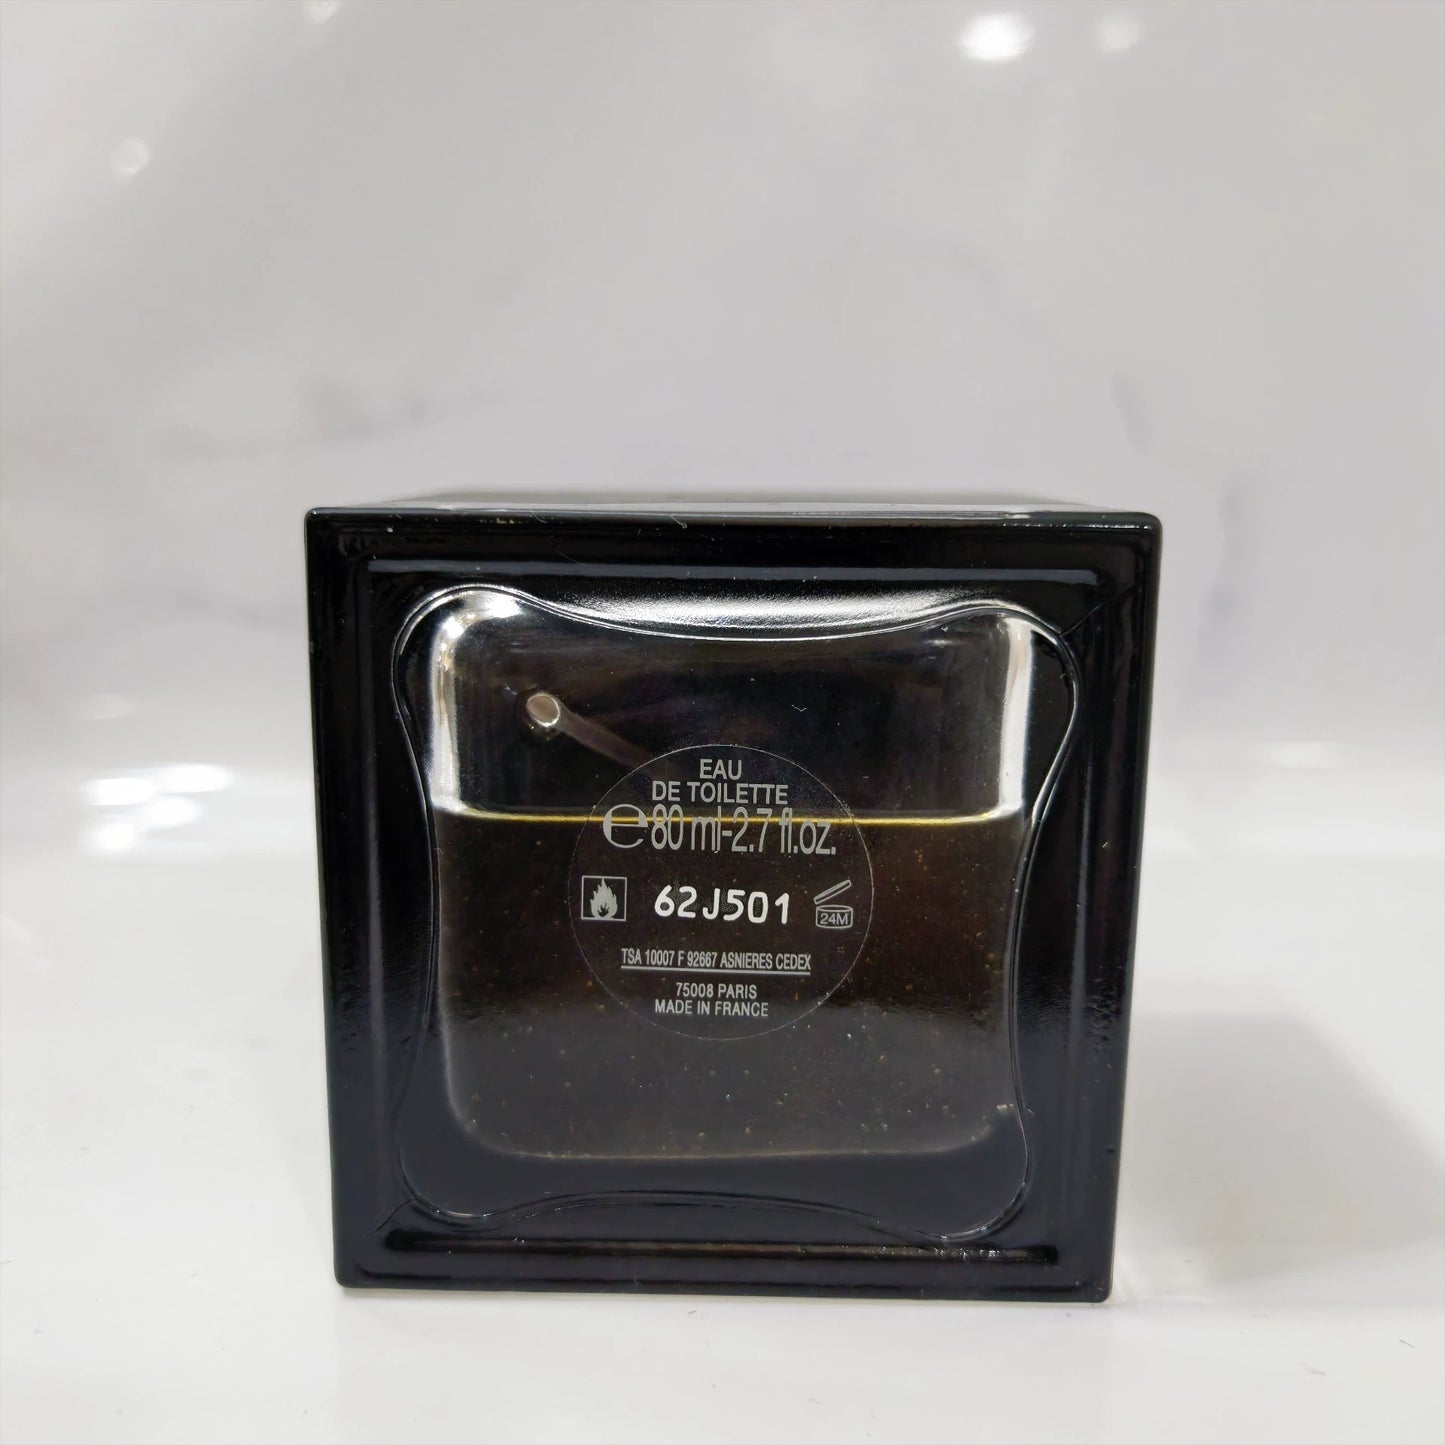 EAU
DE TOILETTE
℮80 ml-2.7 fl.oz.
62J501
24M
TSA 10007 F 92667 ASNIERES CEDEX
75008 PARIS
MADE IN FRANCE